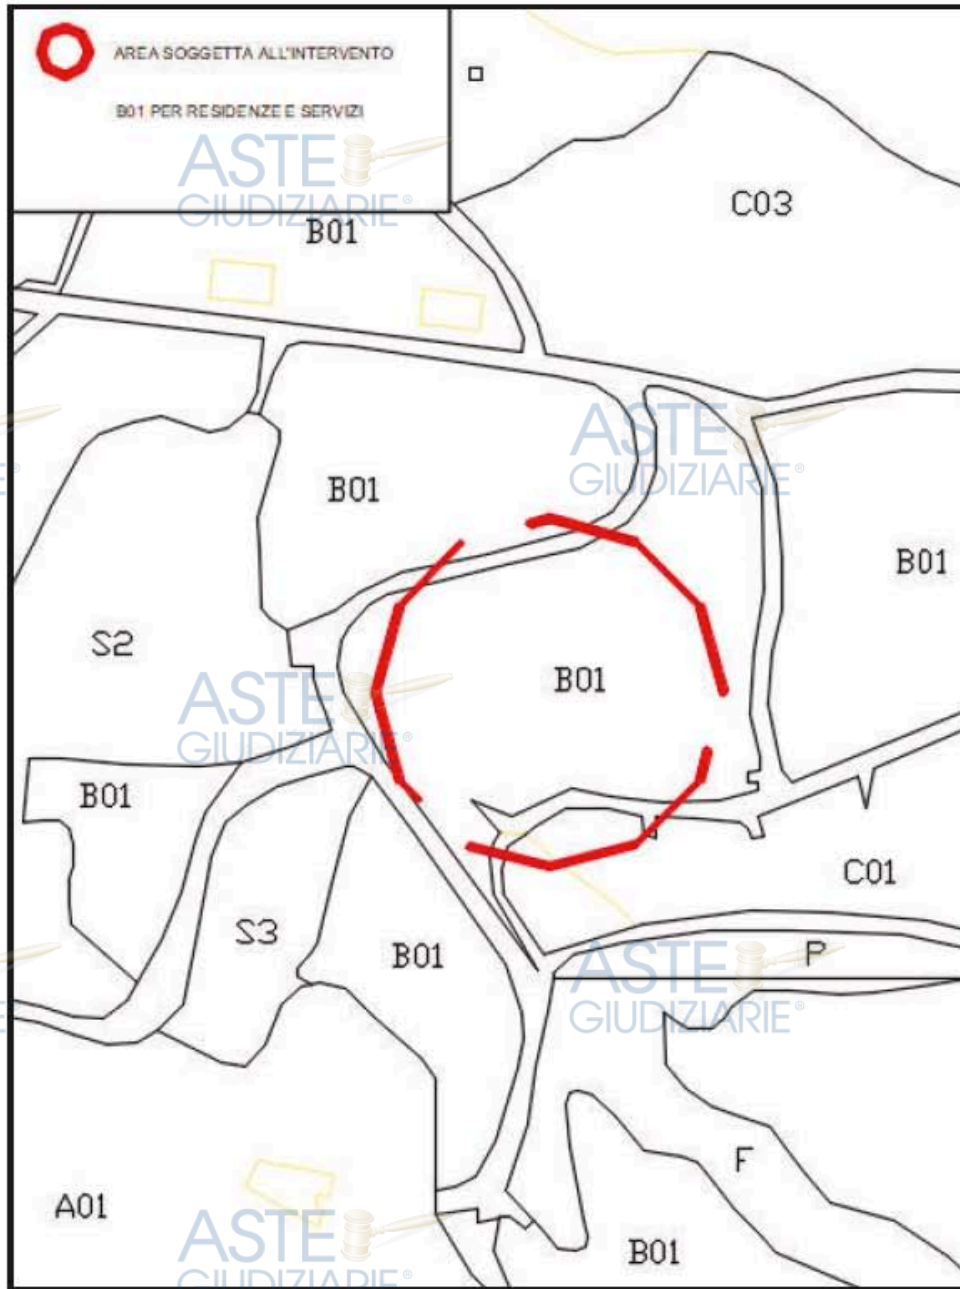 AREA SOGGETTA ALL'INTERVENTO
B01 PER RESIDENZE E SERVIZI
ASTE
GIUDIZIARIE®
B01
C03
ASTE
GIUDIZIARIE®
B01
B01
S2
B01
ASTE
GIUDIZIARIE®
B01
C01
S3
B01
P
ASTE
GIUDIZIARIE®
F
A01
ASTE
GIUDIZIARIE®
B01